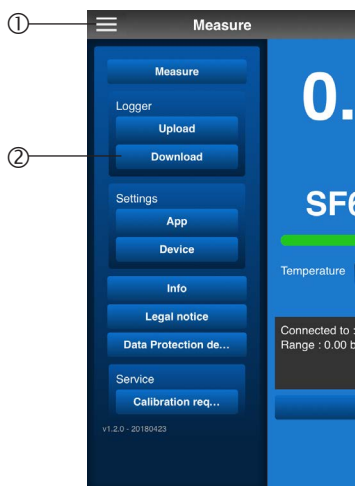 ① Measure
Measure
Logger
Upload
② Download
Settings
App
Device
Info
Legal notice
Data Protection de...
Service
Calibration req...
v1.2.0 - 20180423
0.
SF6
Temperature
Connected to :
Range : 0.00 b